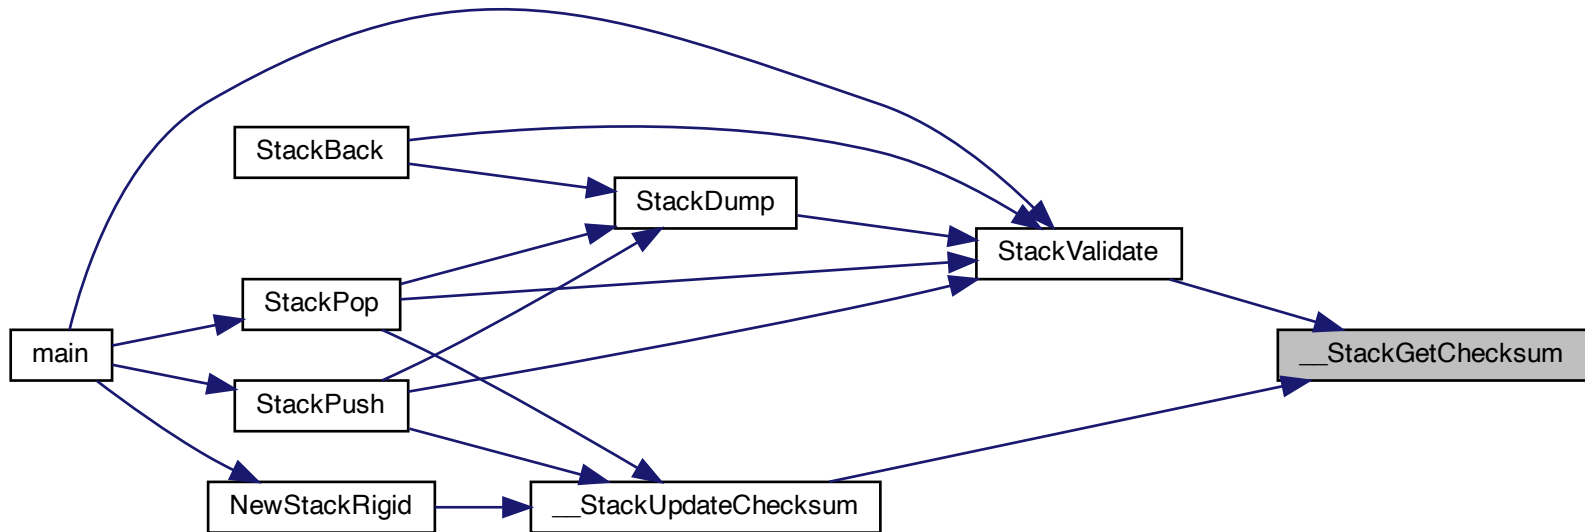 StackBack
StackDump
StackValidate
StackPop
main
__StackGetChecksum
StackPush
NewStackRigid
__StackUpdateChecksum